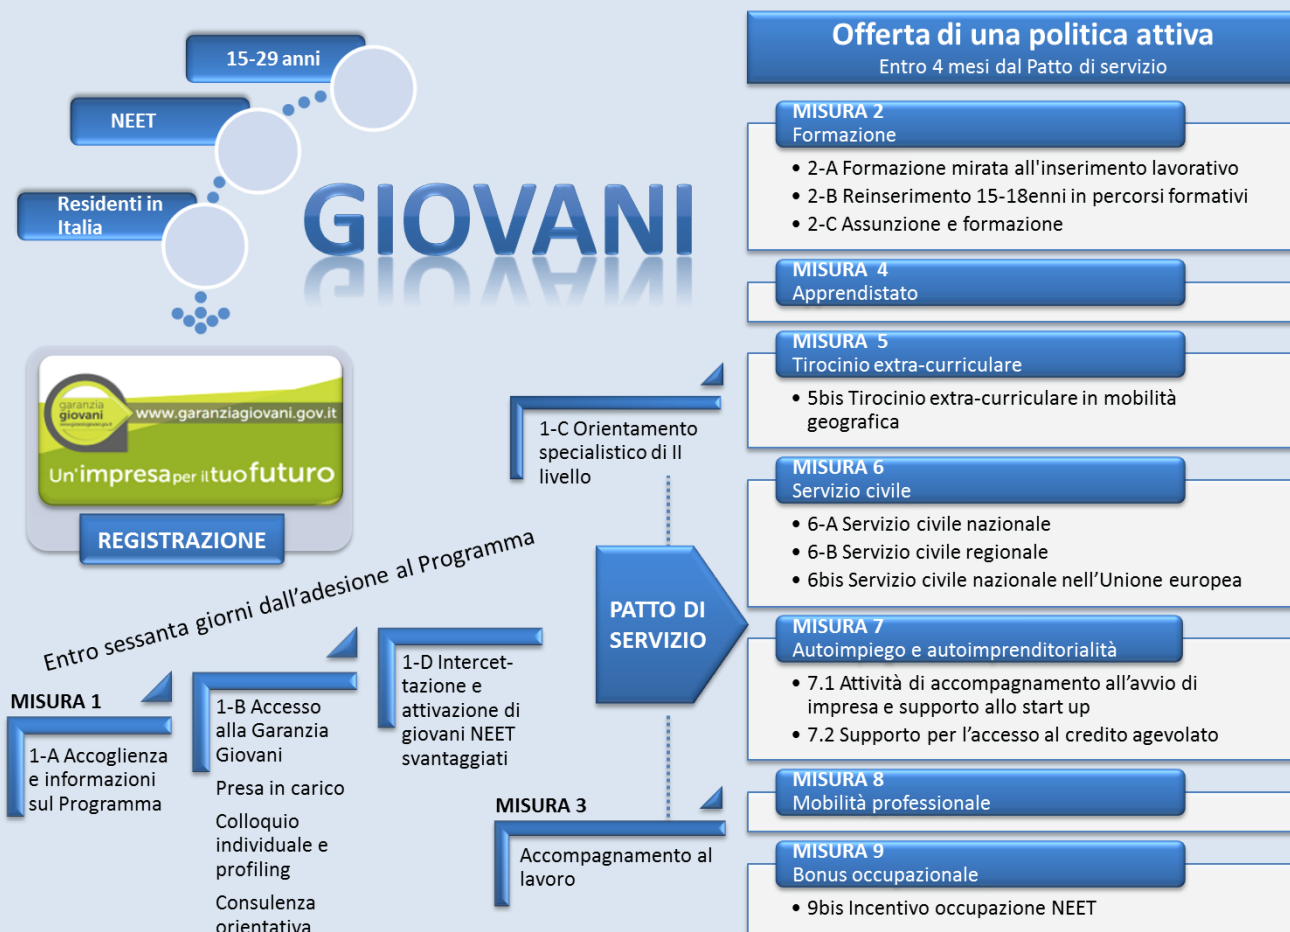 15-29 anni
NEET
Residenti in
Italia
GIOVANI
garanzia
giovani
www.garanziagiovani.gov.it
www.garanziagiovani.gov.it
Un'impresa per il tuo futuro
REGISTRAZIONE
Entro sessanta giorni dall’adesione al Programma
MISURA 1
1-A Accoglienza
e informazioni
sul Programma
1-B Accesso
alla Garanzia
Giovani
Presa in carico
Colloquio
individuale e
profiling
Consulenza
orientativa
1-D Intercet-
tazione e
attivazione di
giovani NEET
svantaggiati
1-C Orientamento
specialistico di II
livello
PATTO DI
SERVIZIO
MISURA 3
Accompagnamento al
lavoro
Offerta di una politica attiva
Entro 4 mesi dal Patto di servizio
MISURA 2
Formazione
• 2-A Formazione mirata all'inserimento lavorativo
• 2-B Reinserimento 15-18enni in percorsi formativi
• 2-C Assunzione e formazione
MISURA 4
Apprendistato
MISURA 5
Tirocinio extra-curriculare
• 5bis Tirocinio extra-curriculare in mobilità
geografica
MISURA 6
Servizio civile
• 6-A Servizio civile nazionale
• 6-B Servizio civile regionale
• 6bis Servizio civile nazionale nell’Unione europea
MISURA 7
Autoimpiego e autoimprenditorialità
• 7.1 Attività di accompagnamento all’avvio di
impresa e supporto allo start up
• 7.2 Supporto per l’accesso al credito agevolato
MISURA 8
Mobilità professionale
MISURA 9
Bonus occupazionale
• 9bis Incentivo occupazione NEET